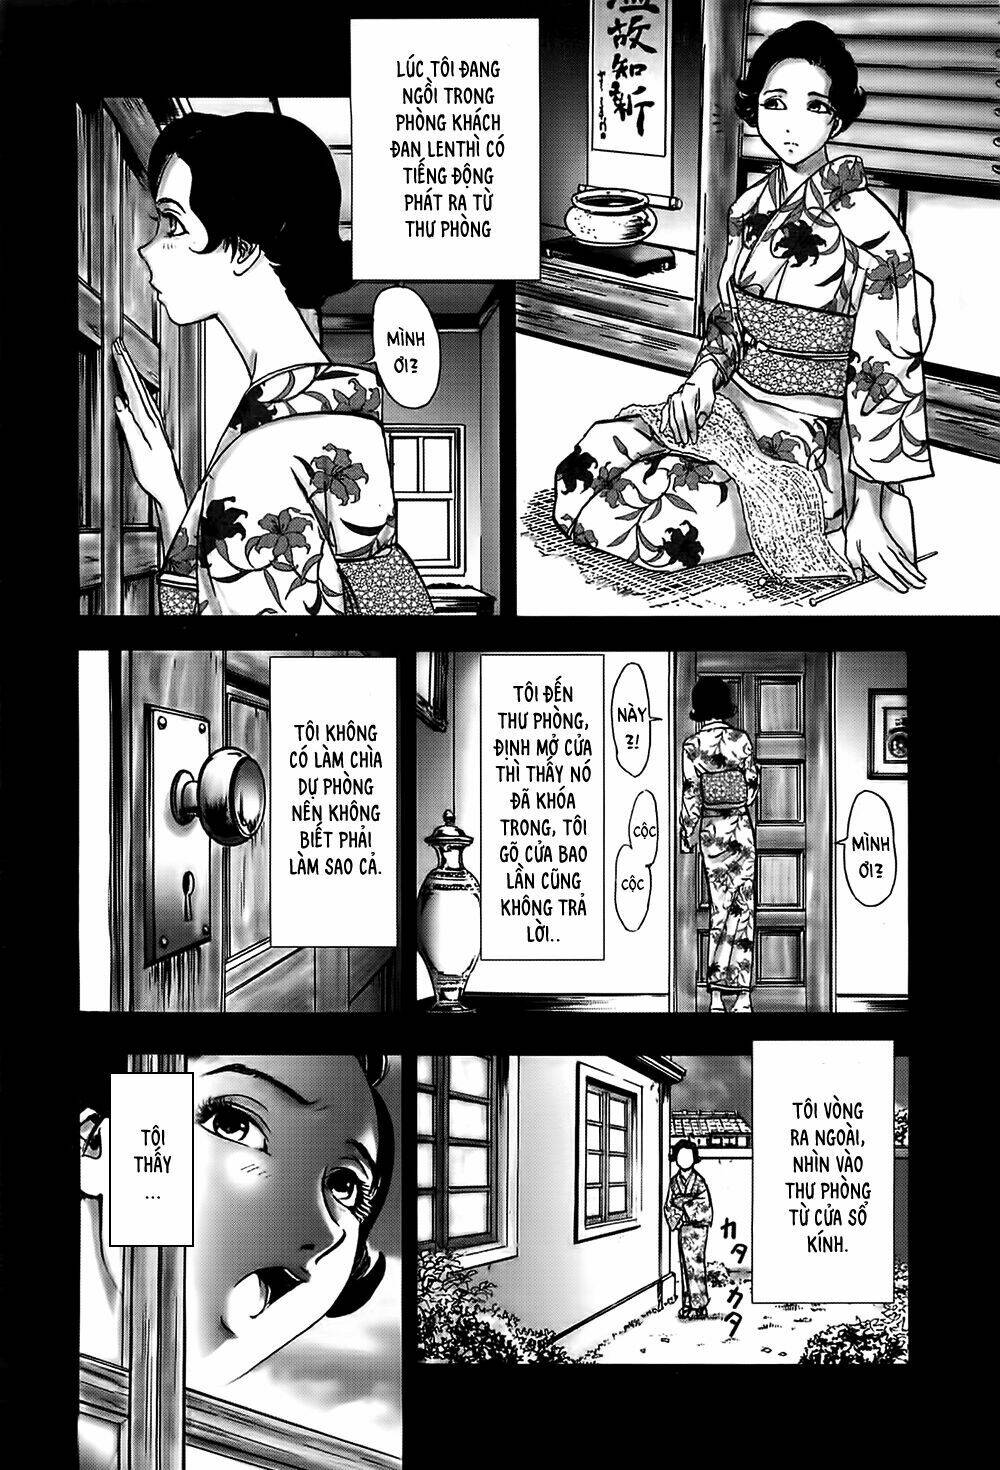 LÚC TÔI ĐANG
NGỒI TRONG
PHÒNG KHÁCH
ĐAN LENTHÌ CÓ
TIẾNG ĐỘNG
PHÁT RA TỪ
THƯ PHÒNG
故知新
MÌNH
ƠI?
MÌNH
ƠI?
NÀY
?!
CỘC
CỘC
TÔI ĐẾN
THƯ PHÒNG,
ĐỊNH MỞ CỬA
THÌ THẤY NÓ
ĐÃ KHÓA
TRONG, TÔI
GÕ CỬA BAO
LẦN CŨNG
KHÔNG TRẢ
LỜI..
TÔI KHÔNG
CÓ LÀM CHÌA
DỰ PHÒNG
NÊN KHÔNG
BIẾT PHẢI
LÀM SAO CẢ.
TÔI VÒNG
RA NGOÀI,
NHÌN VÀO
THƯ PHÒNG
TỪ CỬA SỔ
KÍNH.
カタ
カタ
TÔI
THẤY
...